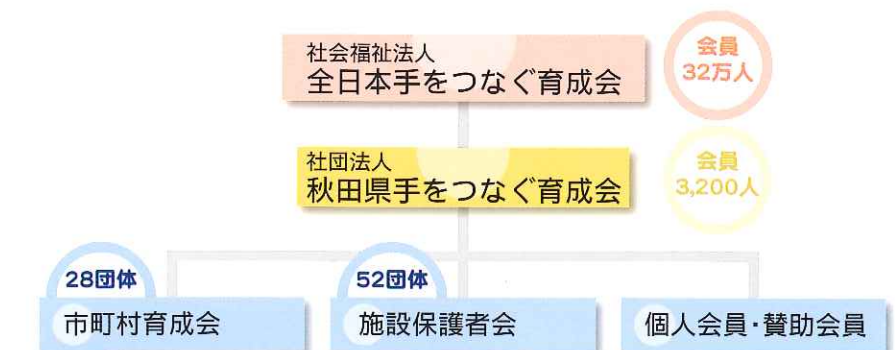 社会福祉法人
全日本手をつなぐ育成会
会員
32万人
社団法人
秋田県手をつなぐ育成会
会員
3,200人
28団体
市町村育成会
52団体
施設保護者会
個人会員・賛助会員